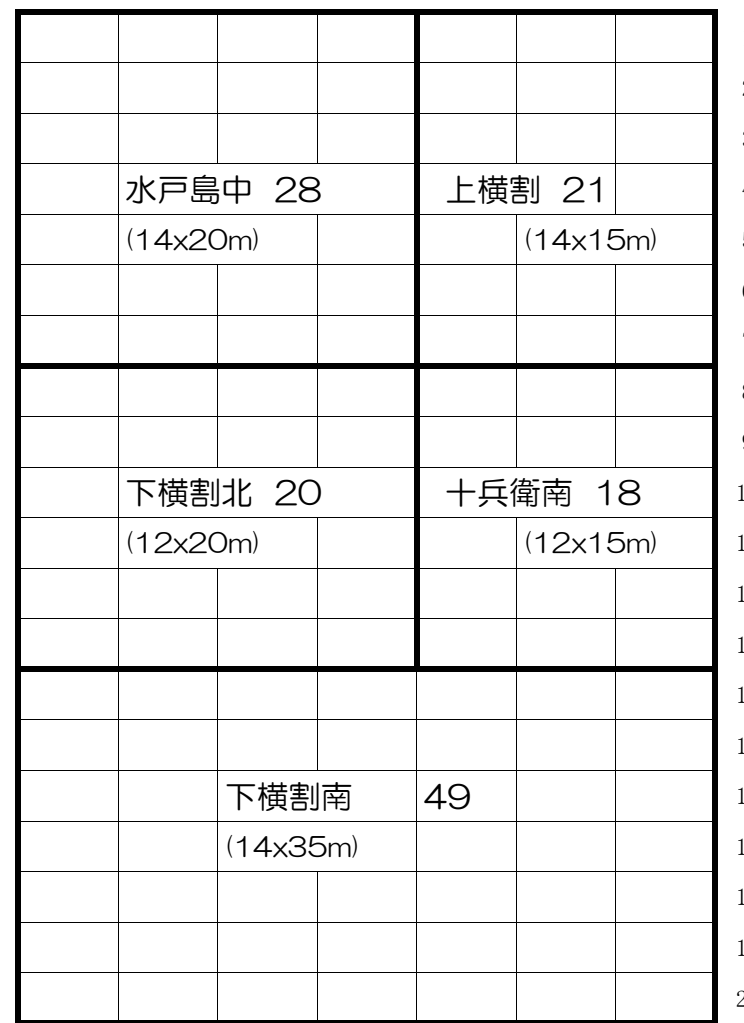 水戸島中 28 上横割 21
(14x20m) (14x15m)
下横割北 20 十兵衛南 18
(12x20m) (12x15m)
下横割南 49
(14x35m)